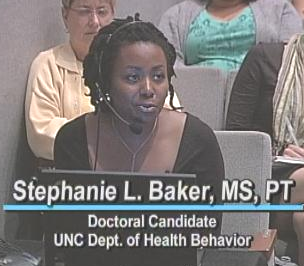 Stephanie L. Baker, MS, PT
Doctoral Candidate
UNC Dept. of Health Behavior